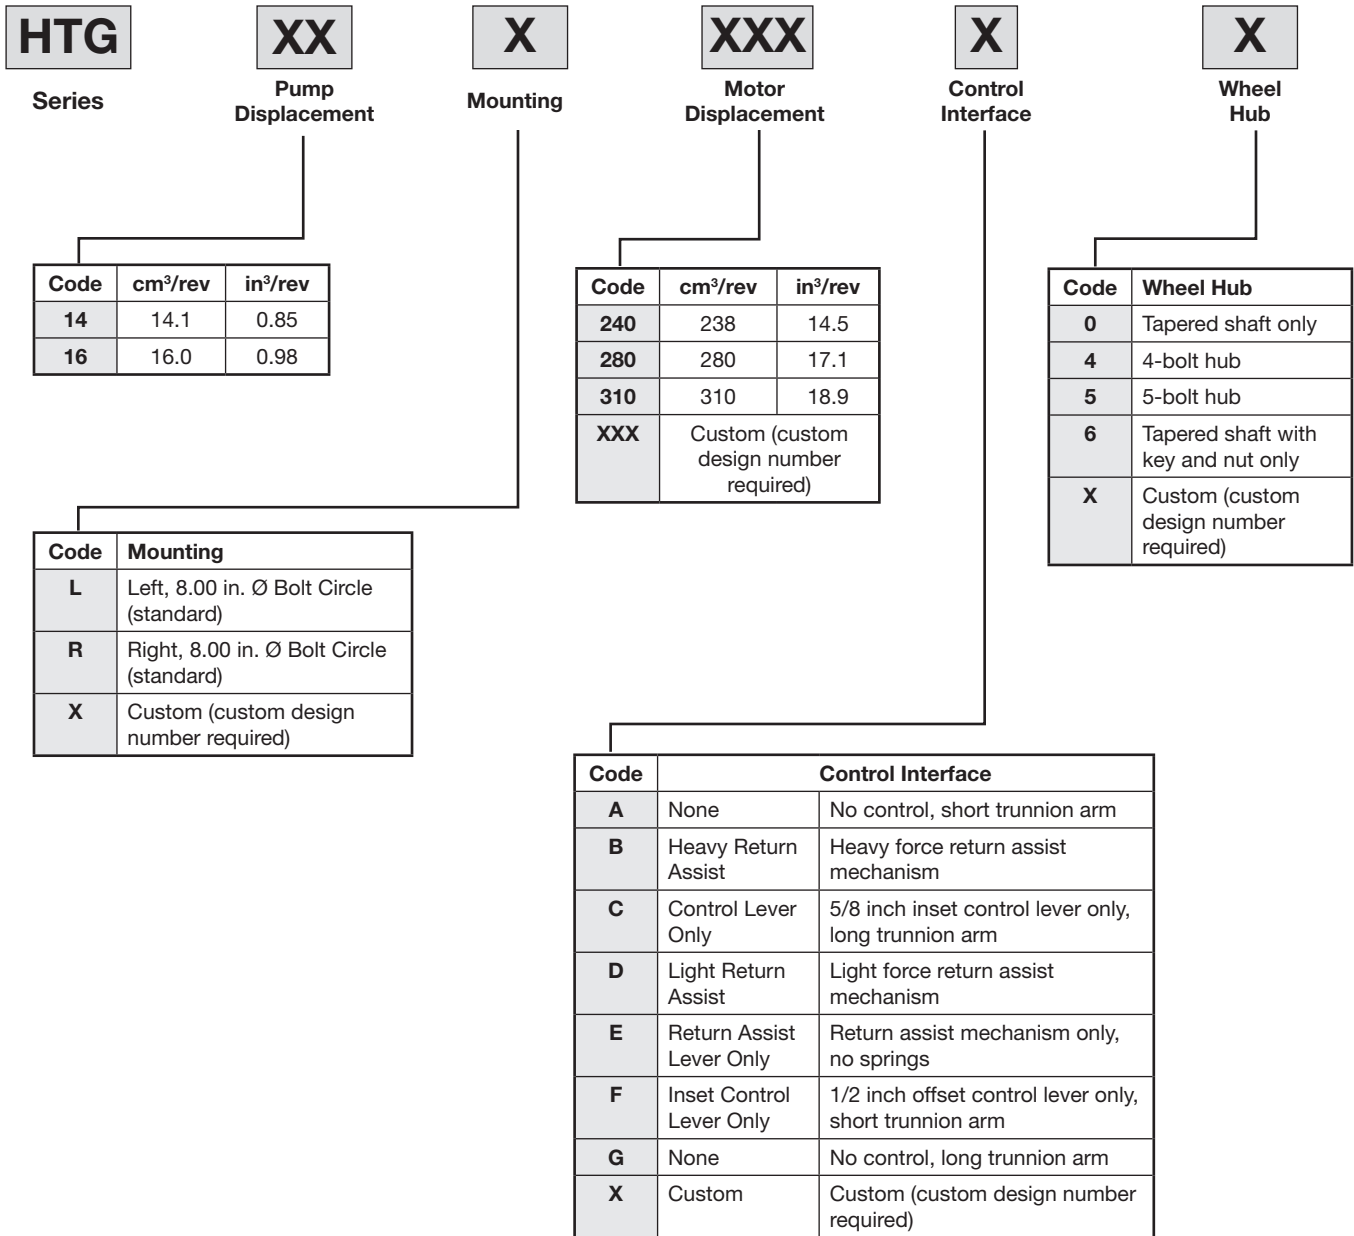 HTG XX X XXX X X
Series
Pump
Displacement
Mounting
Motor
Displacement
Control
Interface
Wheel
Hub
Code cm³/rev in³/rev
14 14.1 0.85
16 16.0 0.98
Code Mounting
L Left, 8.00 in. Ø Bolt Circle
(standard)
R Right, 8.00 in. Ø Bolt Circle
(standard)
X Custom (custom design
number required)
Code cm³/rev in³/rev
240 238 14.5
280 280 17.1
310 310 18.9
XXX Custom (custom
design number
required)
Code Control Interface
A None No control, short trunnion arm
B Heavy Return Heavy force return assist
Assist mechanism
C Control Lever 5/8 inch inset control lever only,
Only long trunnion arm
D Light Return Light force return assist
Assist mechanism
E Return Assist Return assist mechanism only,
Lever Only no springs
F Inset Control 1/2 inch offset control lever only,
Lever Only short trunnion arm
G None No control, long trunnion arm
X Custom Custom (custom design number
required)
Code Wheel Hub
0 Tapered shaft only
4 4-bolt hub
5 5-bolt hub
6 Tapered shaft with
key and nut only
X Custom (custom
design number
required)